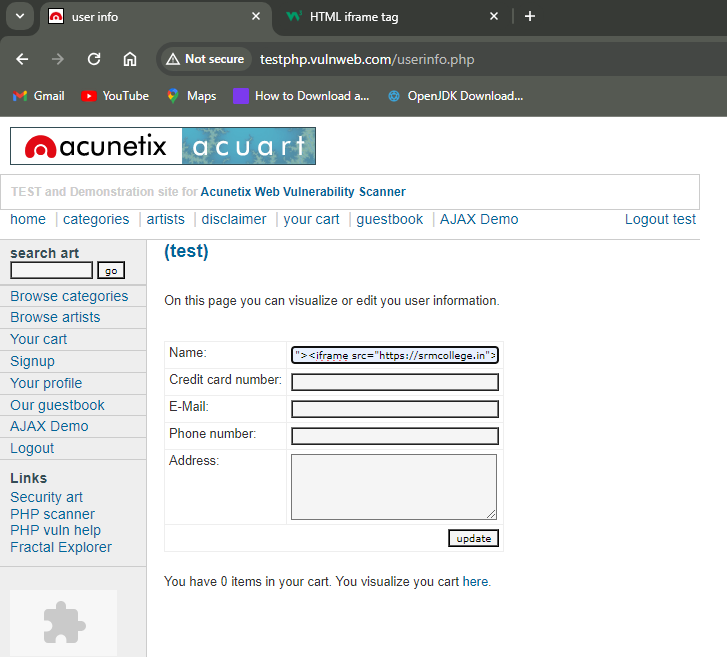 user info
HTML iframe tag
Not secure
testphp.vulnweb.com/userinfo.php
Gmail
YouTube
Maps
How to Download a...
OpenJDK Download...
acunetix acuart
TEST and Demonstration site for Acunetix Web Vulnerability Scanner
home | categories | artists | disclaimer | your cart | guestbook | AJAX Demo
Logout test
search art
go
Browse categories
Browse artists
Your cart
Signup
Your profile
Our guestbook
AJAX Demo
Logout
Links
Security art
PHP scanner
PHP vuln help
Fractal Explorer
(test)
On this page you can visualize or edit you user information.
Name: "><iframe src="https://srmcollege.in">
Credit card number:
E-Mail:
Phone number:
Address:
update
You have 0 items in your cart. You visualize you cart here.